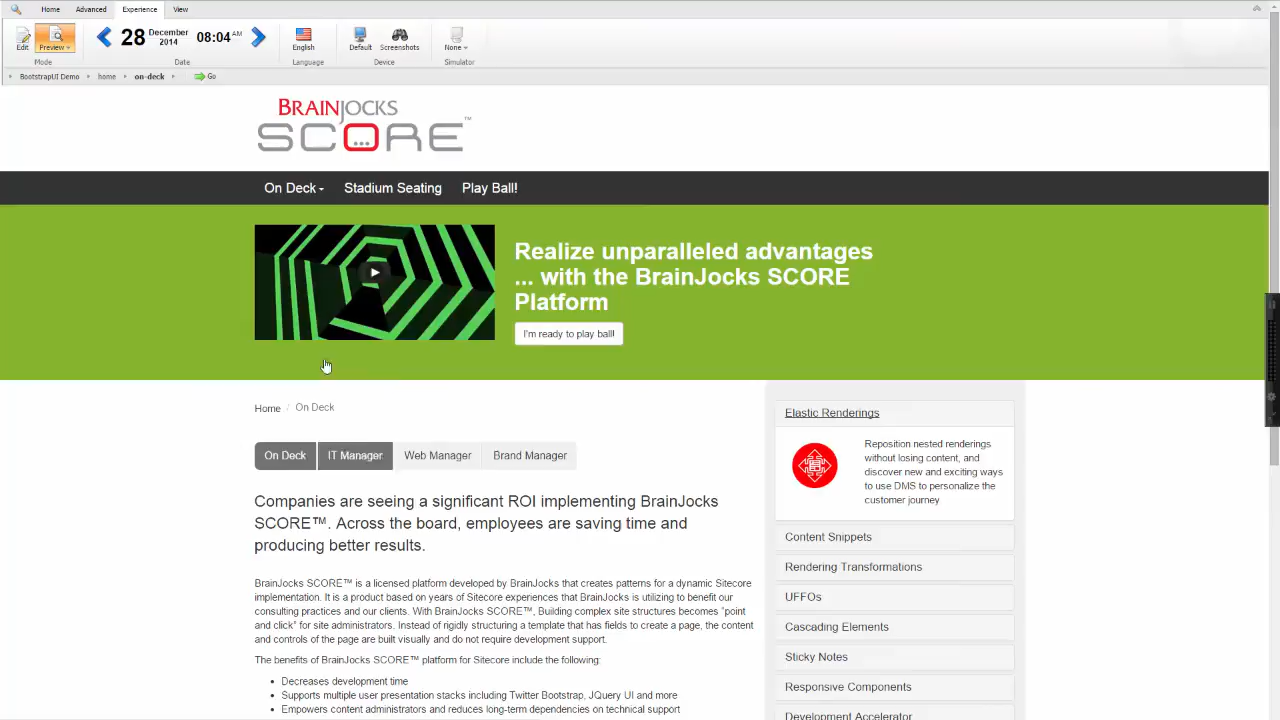 Home Advanced Experience View
Edit
Preview
Mode
28 December 2014 08:04 AM
Date
English
Language
Default Screenshots
Device
None
Simulator
BootstrapUI Demo home on-deck Go
BRAINJOCKS
SCORE™
On Deck Stadium Seating Play Ball!
Realize unparalleled advantages
... with the BrainJocks SCORE
Platform
I'm ready to play ball!
Home / On Deck
On Deck IT Manager Web Manager Brand Manager
Companies are seeing a significant ROI implementing BrainJocks
SCORE™. Across the board, employees are saving time and
producing better results.
BrainJocks SCORE™ is a licensed platform developed by BrainJocks that creates patterns for a dynamic Sitecore
implementation. It is a product based on years of Sitecore experiences that BrainJocks is utilizing to benefit our
consulting practices and our clients. With BrainJocks SCORE™, Building complex site structures becomes "point
and click" for site administrators. Instead of rigidly structuring a template that has fields to create a page, the content
and controls of the page are built visually and do not require development support.
The benefits of BrainJocks SCORE™ platform for Sitecore include the following:
Decreases development time
Supports multiple user presentation stacks including Twitter Bootstrap, JQuery UI and more
Empowers content administrators and reduces long-term dependencies on technical support
Elastic Renderings
Reposition nested renderings
without losing content, and
discover new and exciting ways
to use DMS to personalize the
customer journey
Content Snippets
Rendering Transformations
UFFOs
Cascading Elements
Sticky Notes
Responsive Components
Development Accelerator